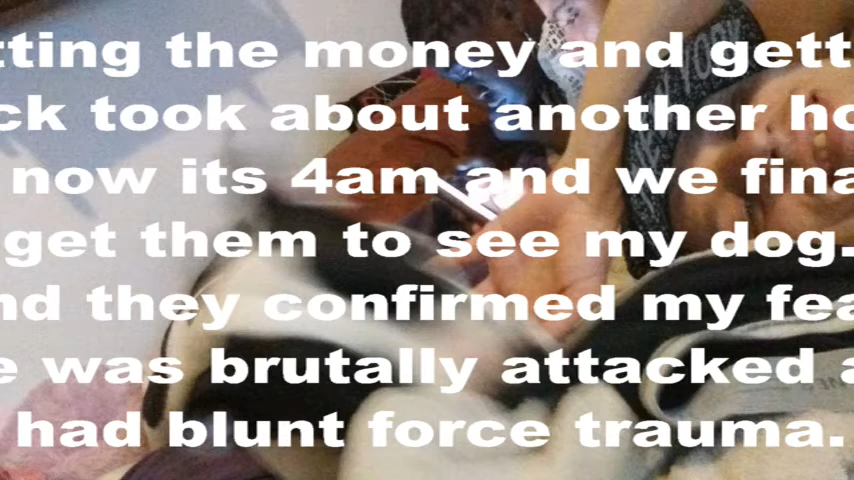 tting the money and gett
ck took about another ho
now its 4am and we fina
get them to see my dog.
nd they confirmed my fea
e was brutally attacked a
had blunt force trauma.